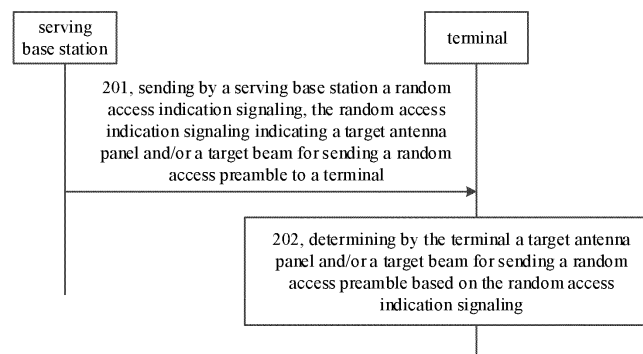 serving
base station
terminal
201, sending by a serving base station a random
access indication signaling, the random access
indication signaling indicating a target antenna
panel and/or a target beam for sending a random
access preamble to a terminal
202, determining by the terminal a target antenna
panel and/or a target beam for sending a random
access preamble based on the random access
indication signaling